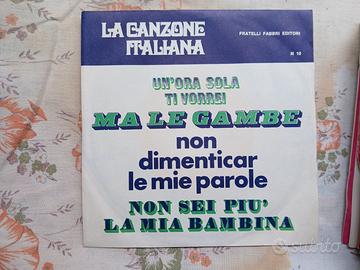 LA CANZONE
ITALIANA
FRATELLI FABBRI EDITORI
N 10
UN'ORA SOLA
TI VORREI
MA LE GAMBE
non
dimenticar
le mie parole
NON SEI PIU'
LA MIA BAMBINA
subito